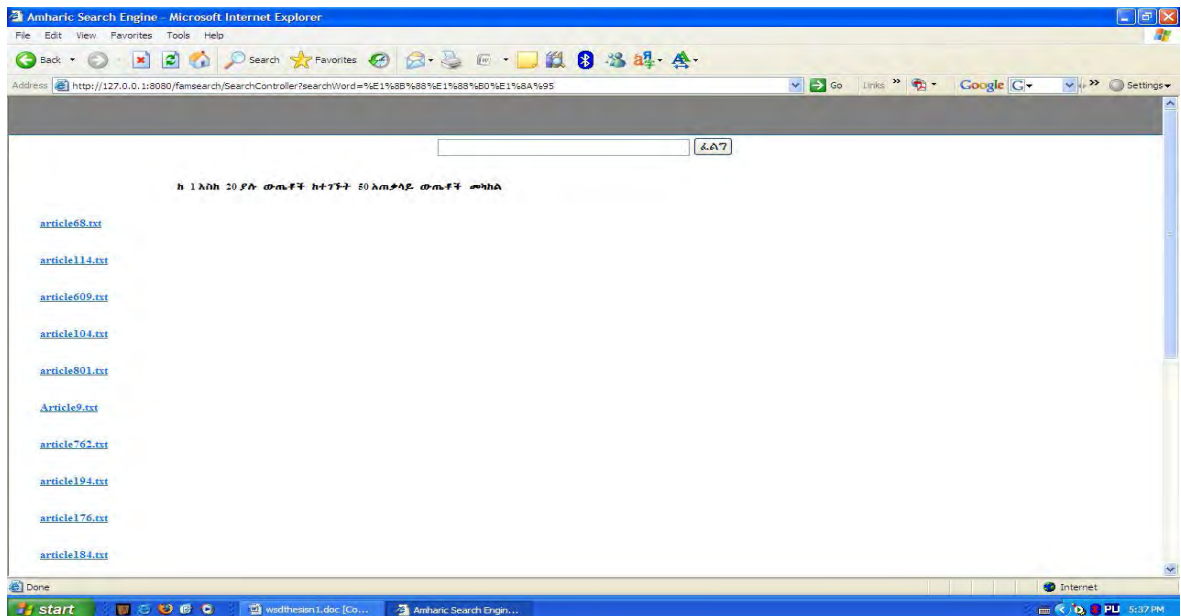 Amharic Search Engine - Microsoft Internet Explorer
File Edit View Favorites Tools Help
Back Search Favorites
Address http://127.0.0.1:8080/famsearch/SearchController?searchWord=%E1%8B%88%E1%88%B0%E1%8A%95 Go Links » Google G » Settings
ፈልግ
ከ 1 እስከ 20 ያሉ ውጤቶች ከተገኙት 50 አጠቃላይ ውጤቶች መካከል
article68.txt
article114.txt
article609.txt
article104.txt
article801.txt
Article9.txt
article762.txt
article194.txt
article176.txt
article184.txt
Done Internet
start wsdthesisn1.doc [Co... Amharic Search Engin... 5:37 PM